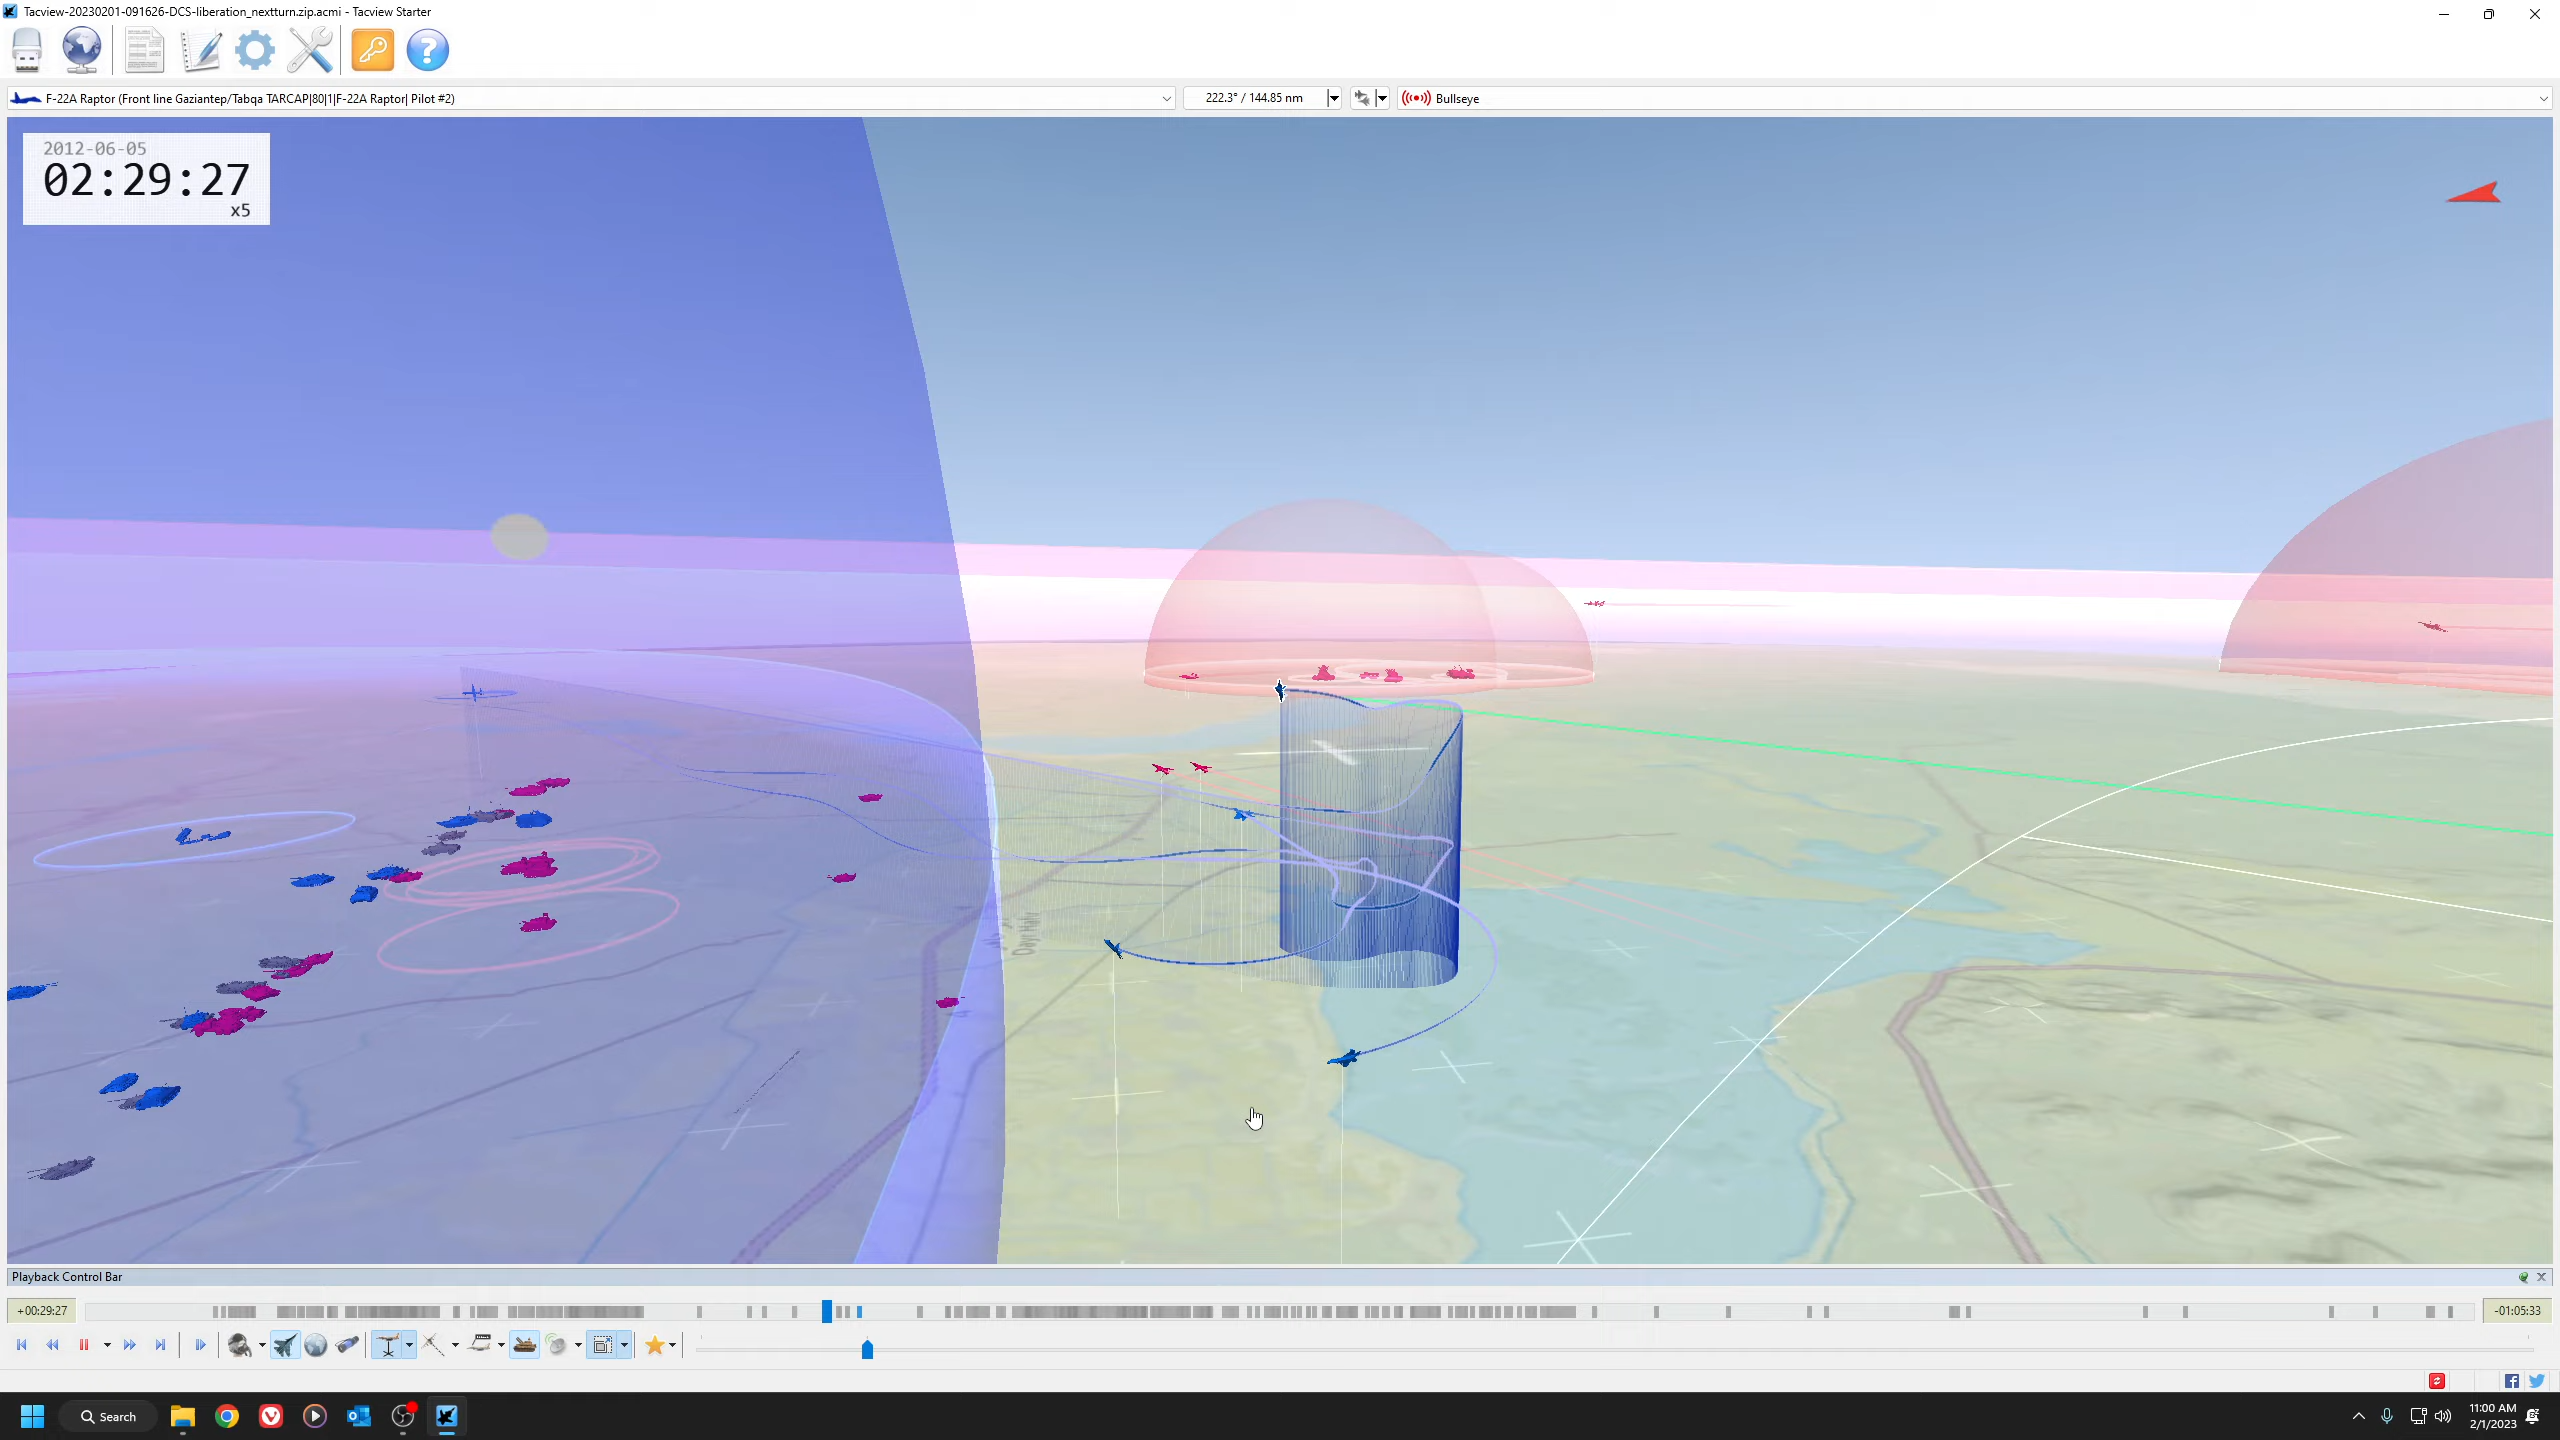 Tacview-20230201-091626-DCS-liberation_nextturn.zip.acmi - Tacview Starter
F-22A Raptor (Front line Gaziantep/Tabqa TARCAP|80|1|F-22A Raptor| Pilot #2)
222.3° / 144.85 nm
Bullseye
2012-06-05
02:29:27
x5
Playback Control Bar
+00:29:27
-01:05:33
Search
11:00 AM
2/1/2023